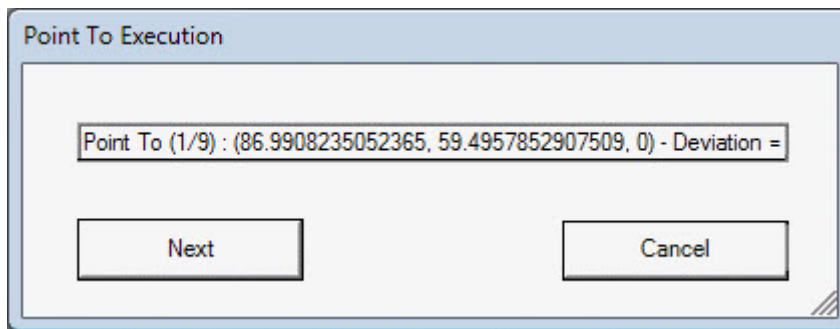 Point To Execution
Point To (1/9) : (86.9908235052365, 59.4957852907509, 0) - Deviation =
Next
Cancel